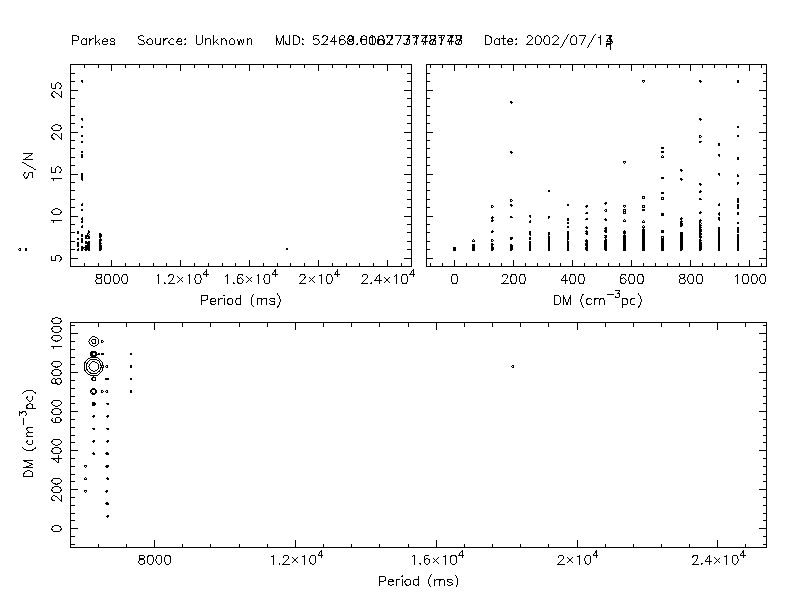 Parkes Source: Unknown MJD: Date: 2002/07/
S/N
5 10 15 20 25
8000 1.2×10⁴ 1.6×10⁴ 2×10⁴ 2.4×10⁴
Period (ms)
0 200 400 600 800 1000
DM (cm⁻³pc)
DM (cm⁻³pc)
0 200 400 600 800 1000
8000 1.2×10⁴ 1.6×10⁴ 2×10⁴ 2.4×10⁴
Period (ms)